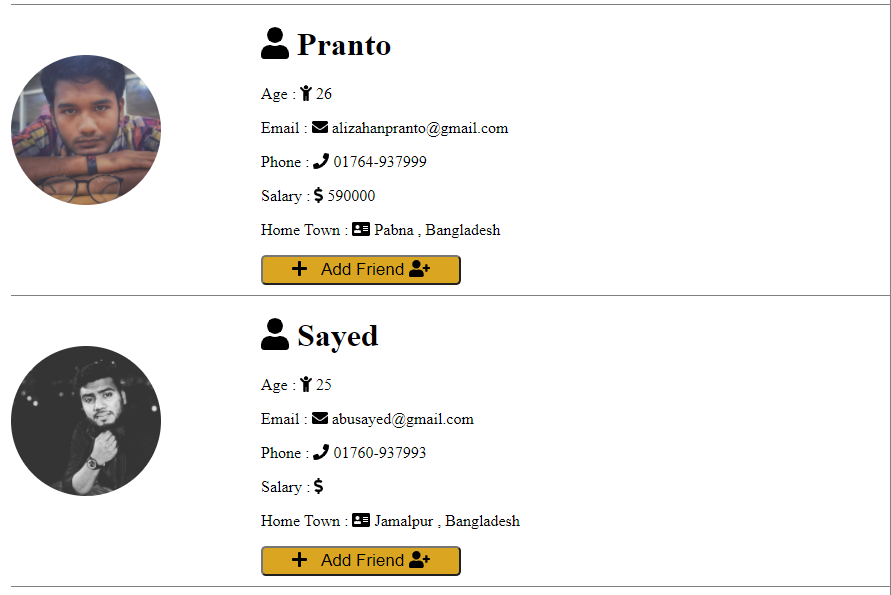 Pranto
Age : 26
Email : alizahanpranto@gmail.com
Phone : 01764-937999
Salary : $ 590000
Home Town : Pabna , Bangladesh
+ Add Friend
Sayed
Age : 25
Email : abusayed@gmail.com
Phone : 01760-937993
Salary : $
Home Town : Jamalpur , Bangladesh
+ Add Friend